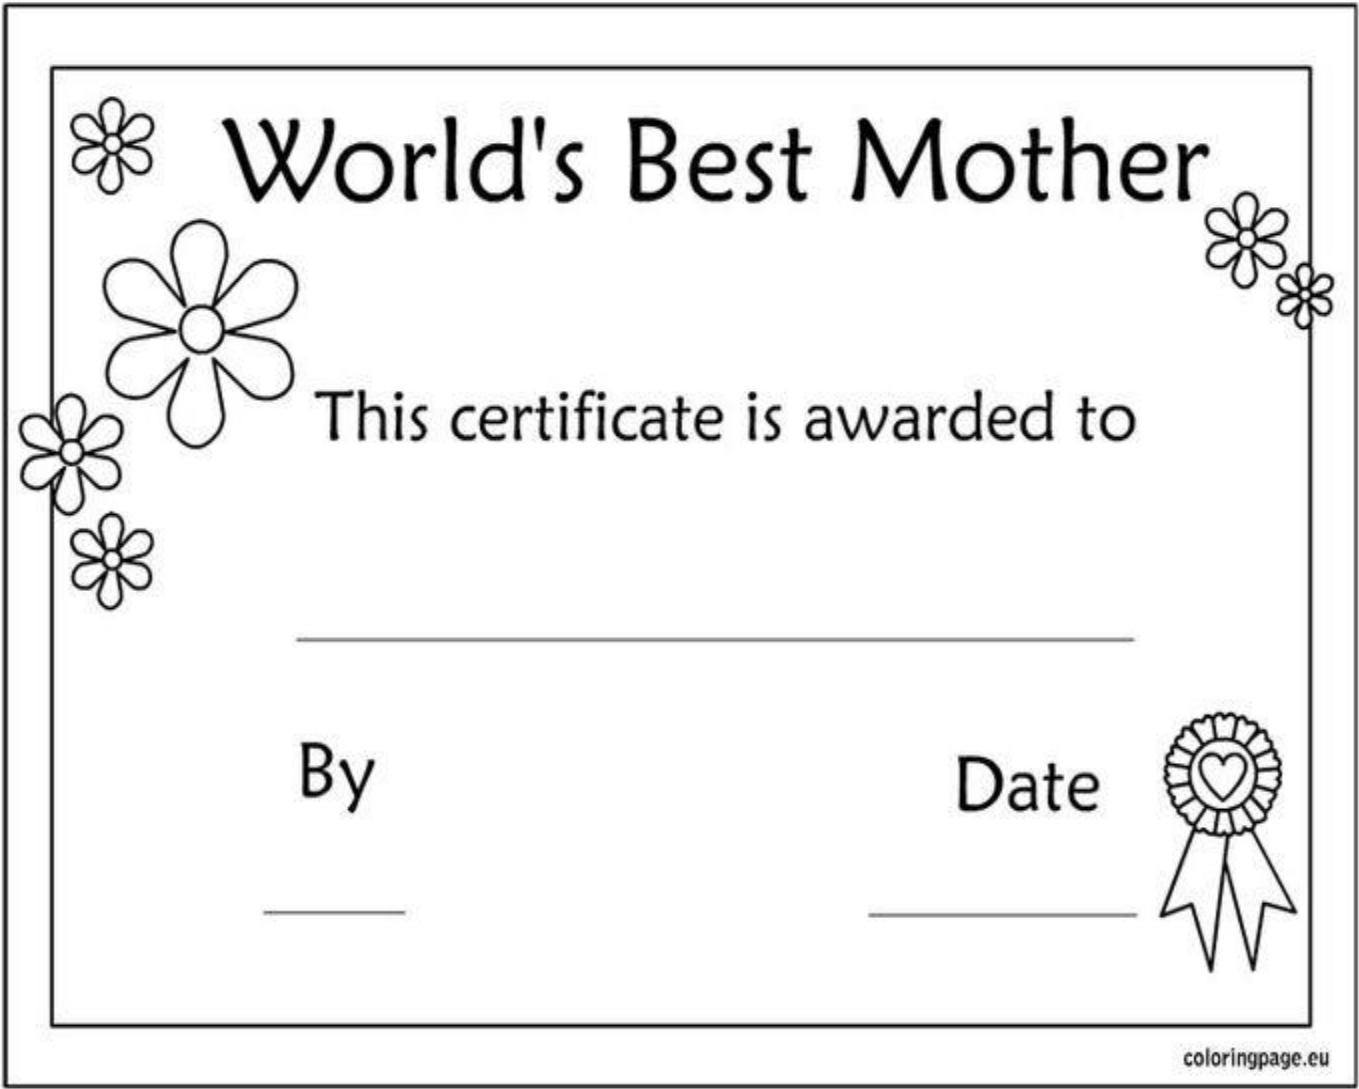 World's Best Mother
This certificate is awarded to
By
Date
coloringpage.eu